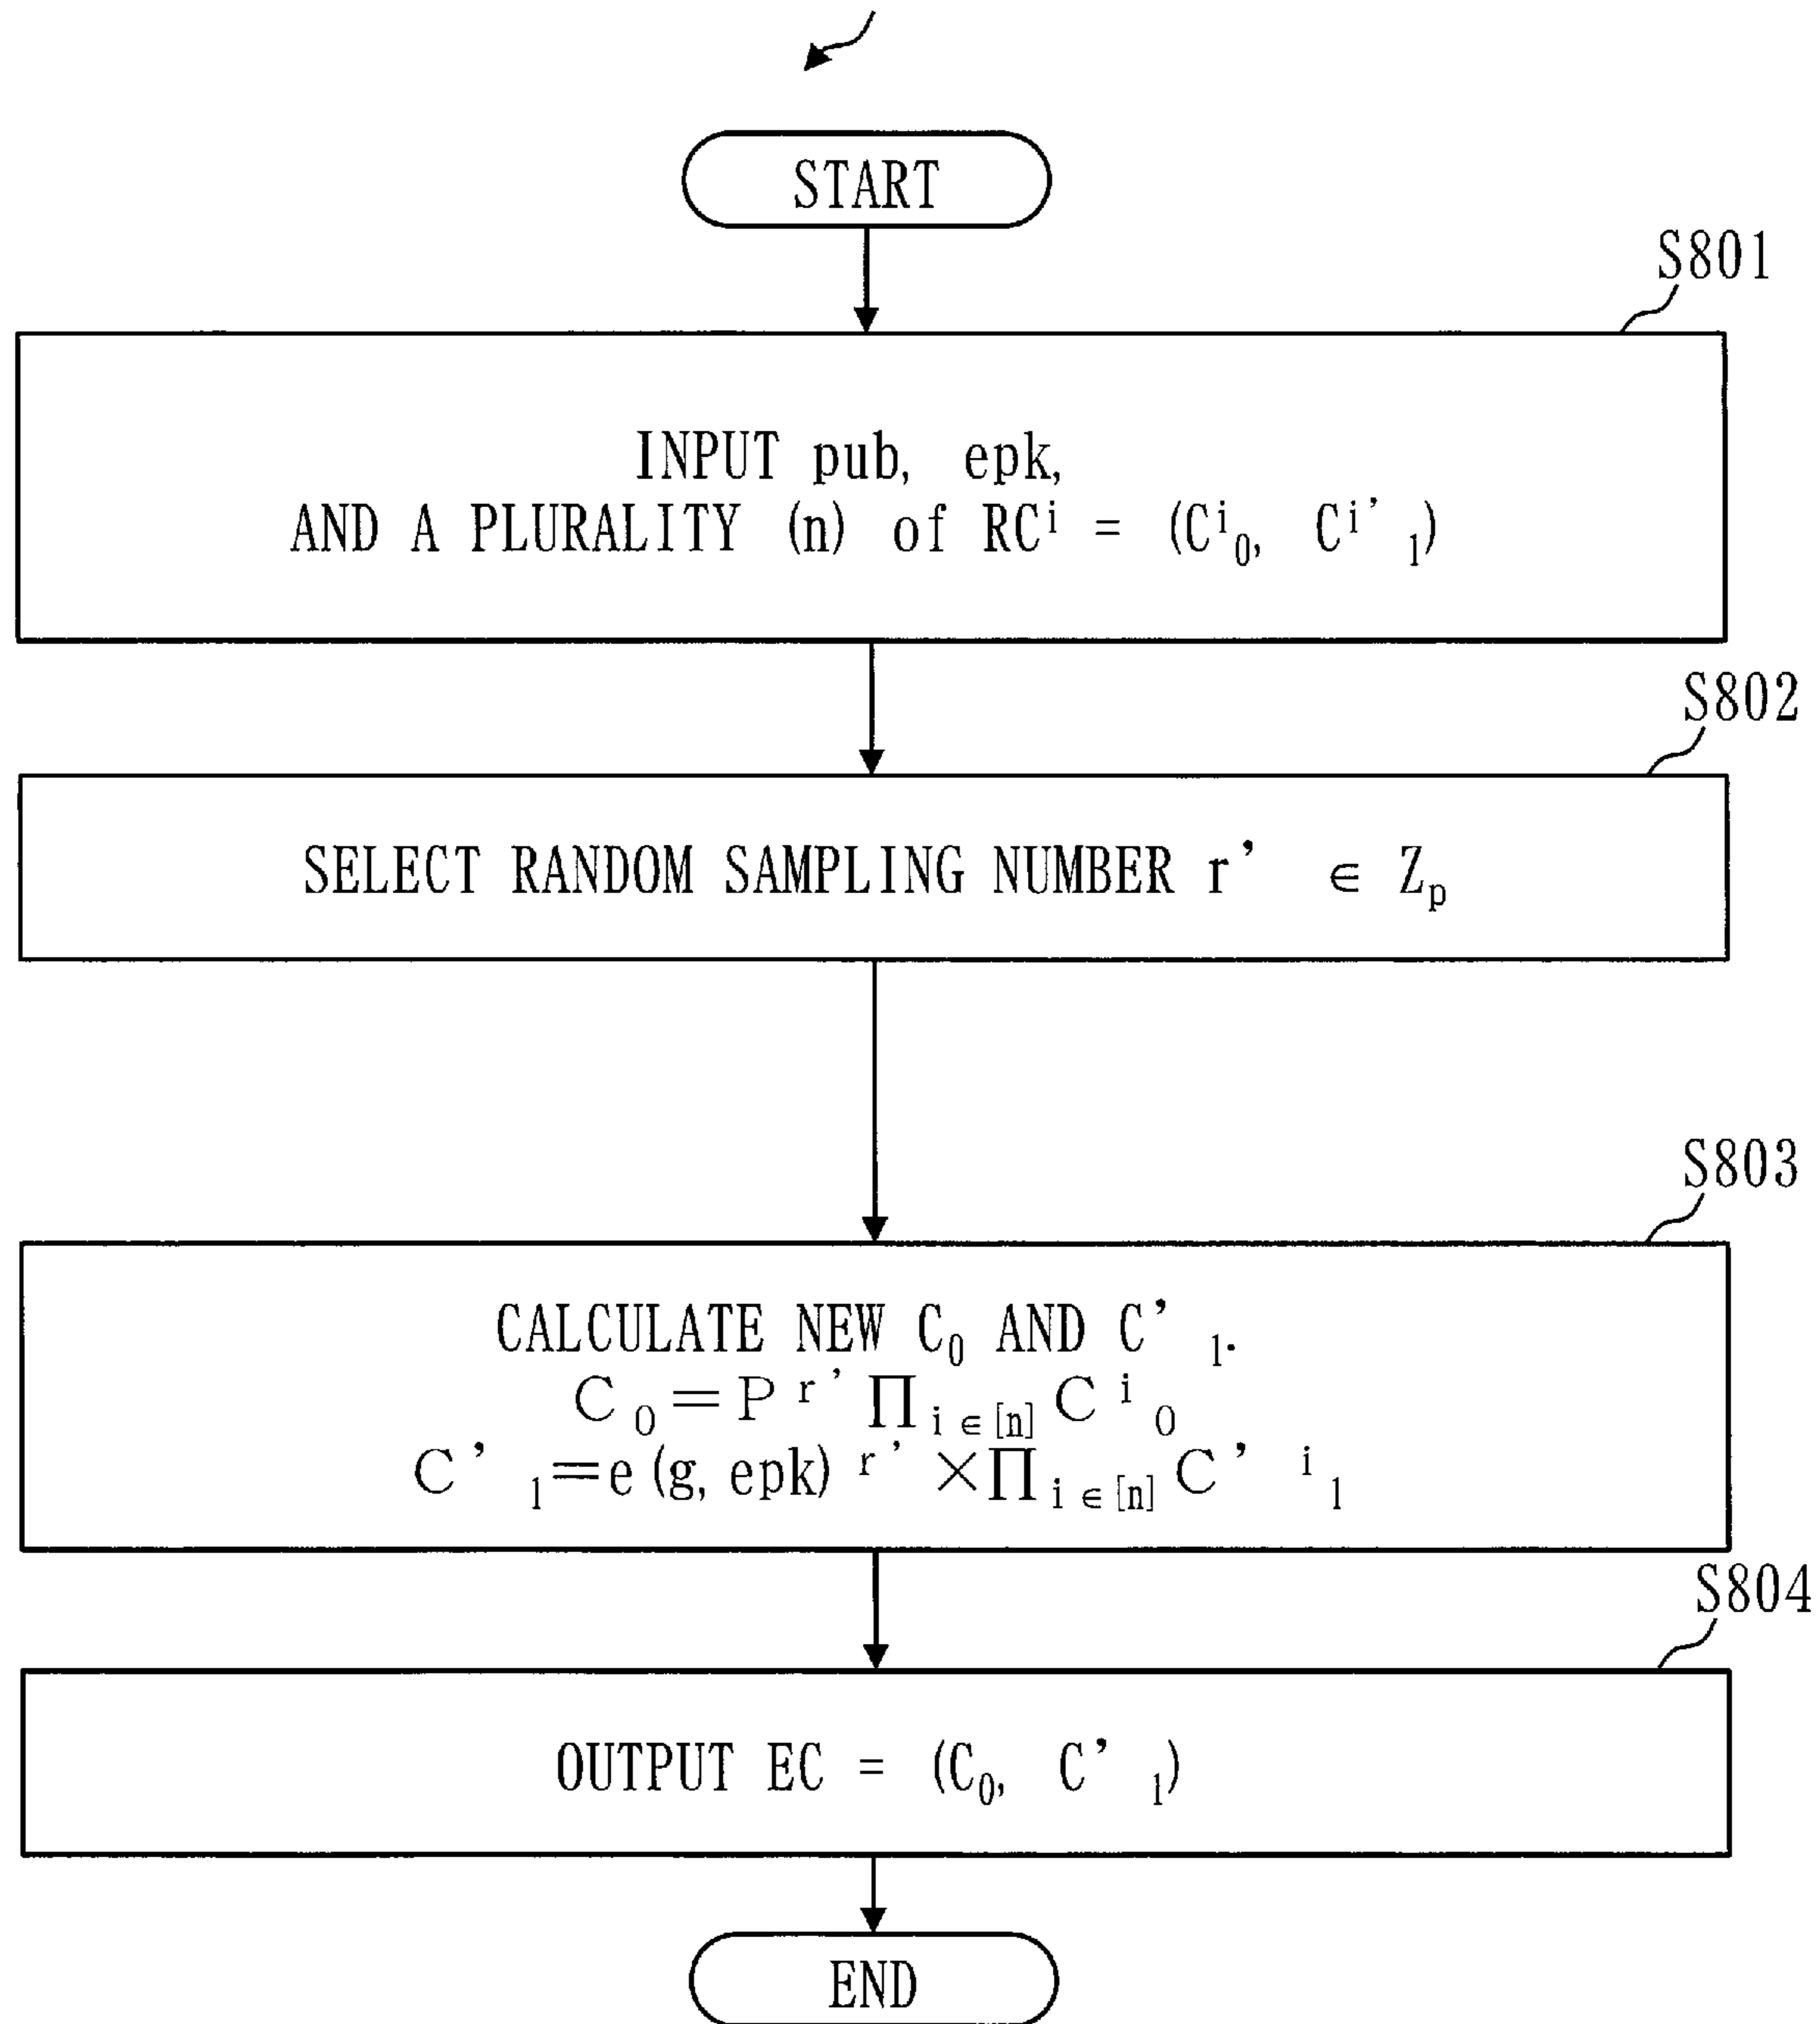 START
S801
INPUT pub, epk,
AND A PLURALITY (n) of RCⁱ = (Cⁱ₀, Cⁱ'₁)
S802
SELECT RANDOM SAMPLING NUMBER r' ∈ Zₚ
S803
CALCULATE NEW C₀ AND C'₁.
C₀=P^r'∏_{i∈[n]}Cⁱ₀
C'₁=e(g, epk)^r'×∏_{i∈[n]}C'ⁱ₁
S804
OUTPUT EC = (C₀, C'₁)
END